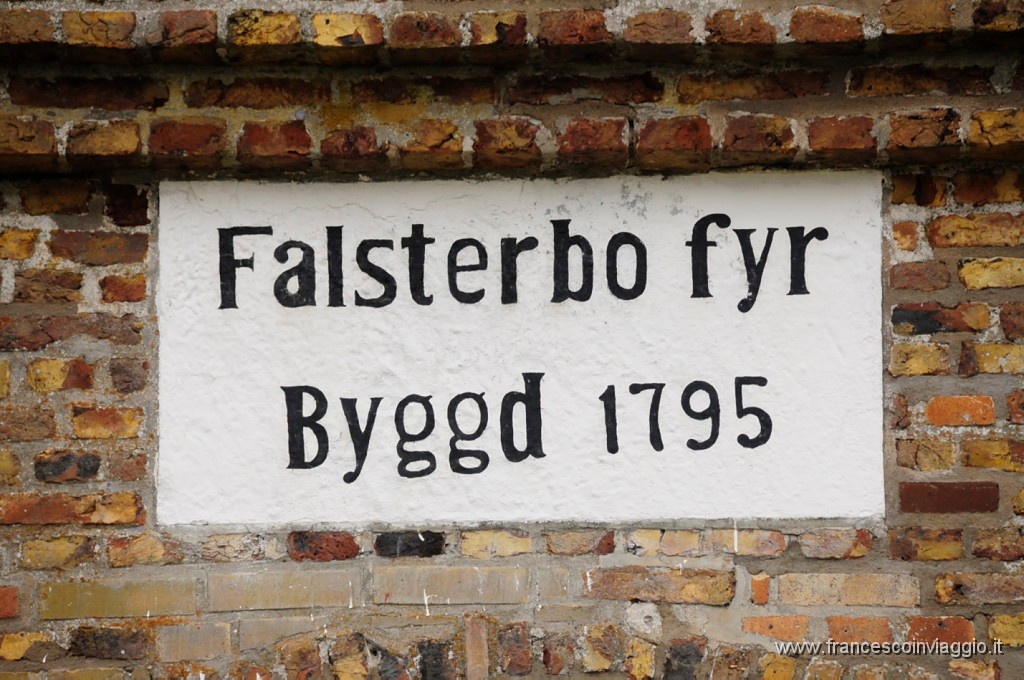 Falsterbo fyr
Byggd 1795
www.francescoinviaggio.it